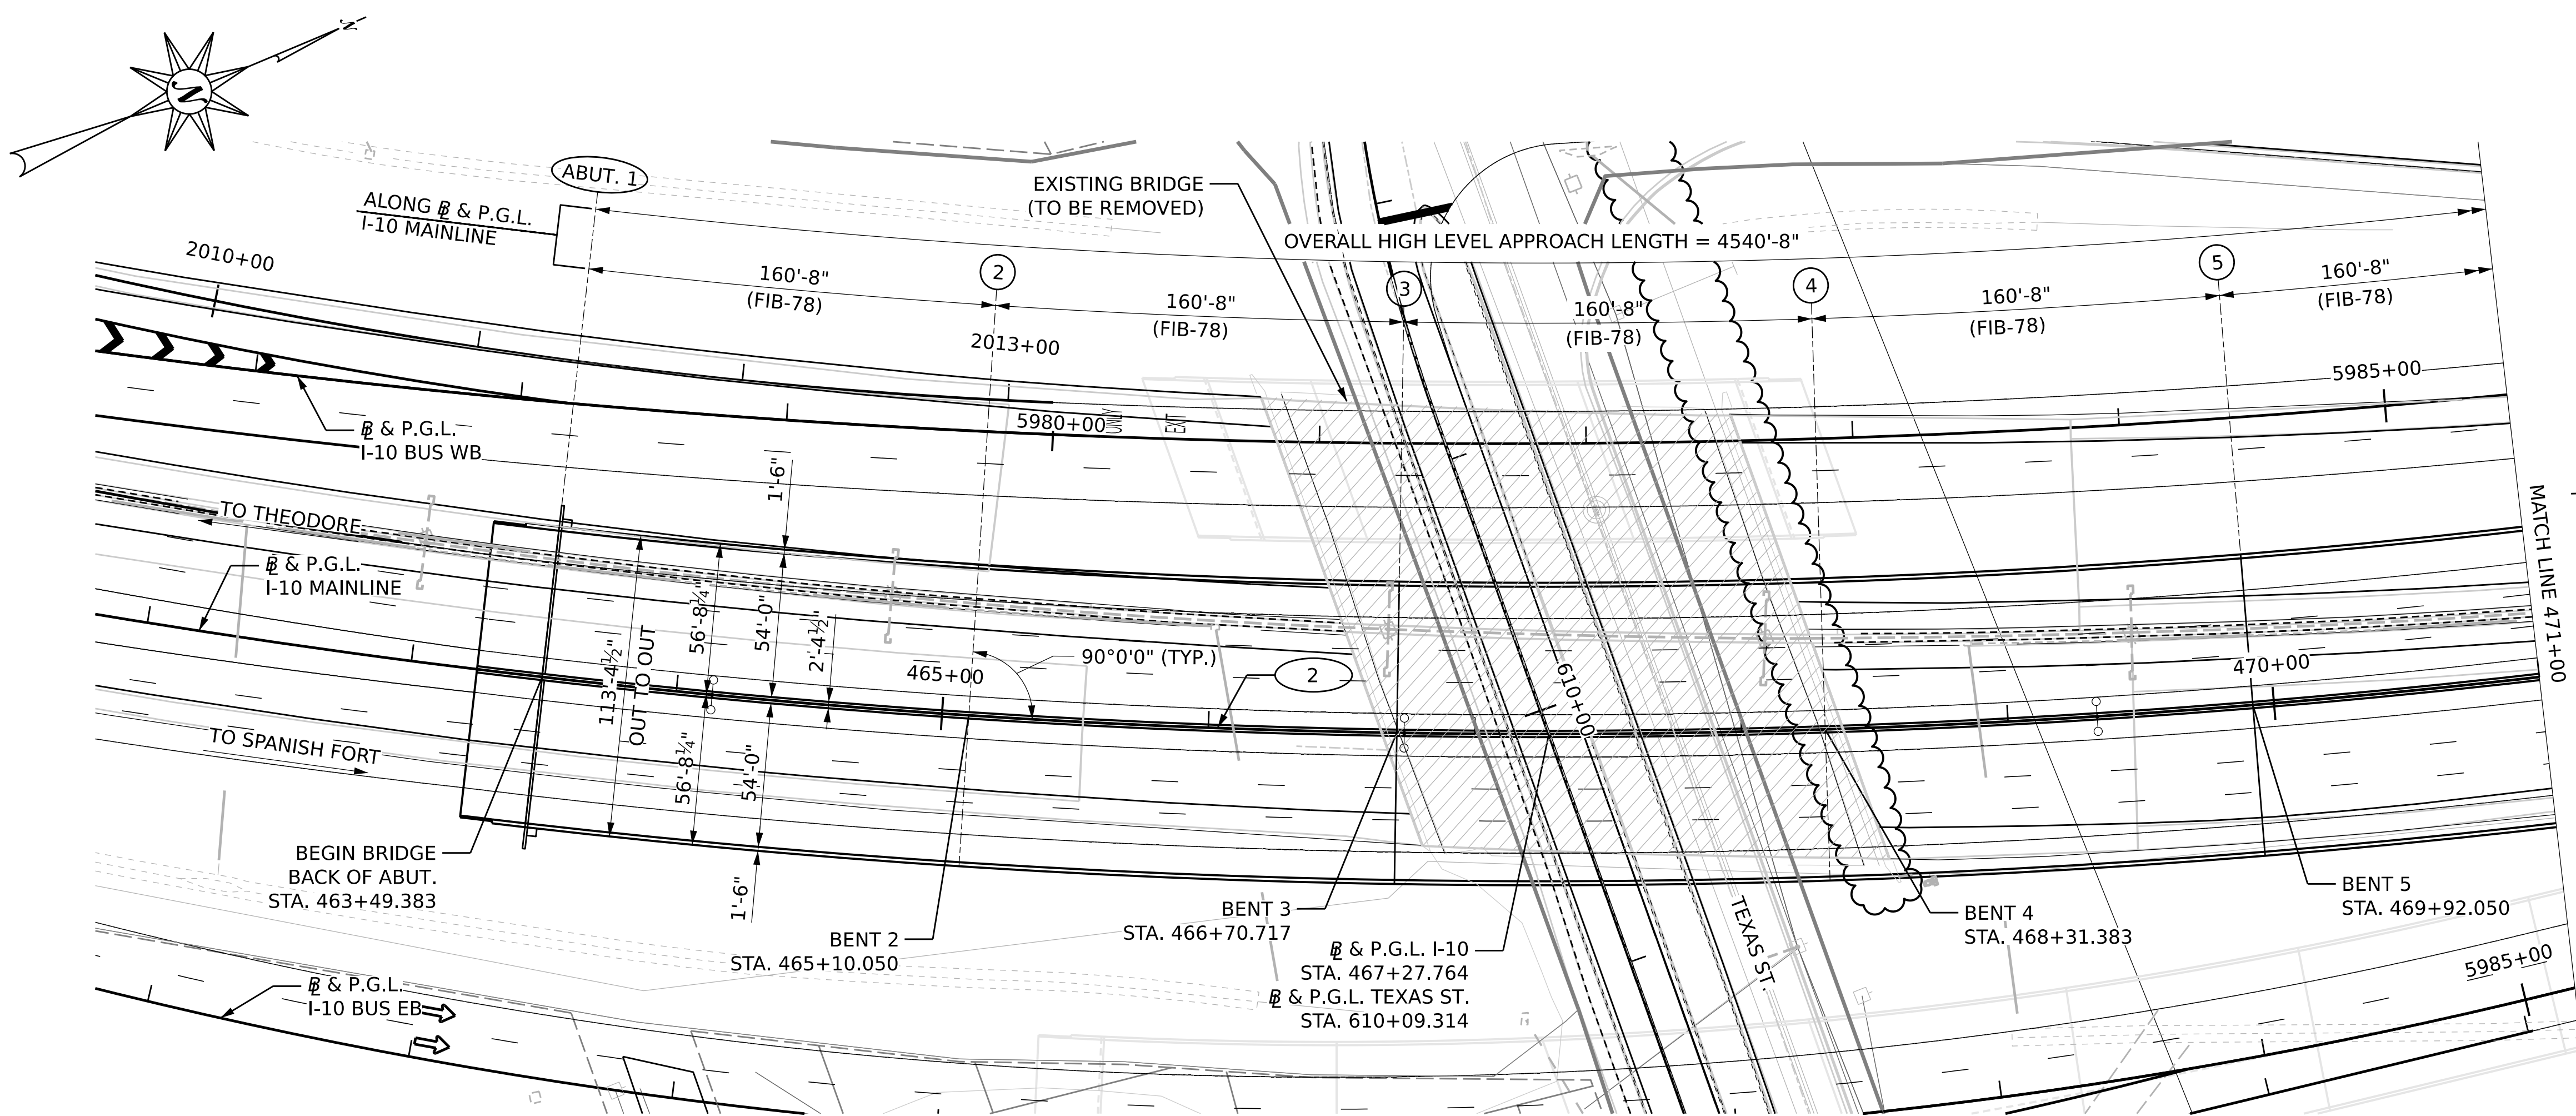 N
N
ABUT. 1
ALONG BL & P.G.L.
I-10 MAINLINE
2010+00
EXISTING BRIDGE
(TO BE REMOVED)
OVERALL HIGH LEVEL APPROACH LENGTH = 4540'-8"
2
3
4
5
160'-8"
(FIB-78)
160'-8"
(FIB-78)
160'-8"
(FIB-78)
160'-8"
(FIB-78)
160'-8"
(FIB-78)
2013+00
5980+00
ONLY
EXIT
5985+00
BL & P.G.L.
I-10 BUS WB
TO THEODORE
BL & P.G.L.
I-10 MAINLINE
TO SPANISH FORT
1'-6"
113'-4½"
OUT TO OUT
56'-8¼"
54'-0"
2'-4½"
56'-8¼"
54'-0"
1'-6"
465+00
90°0'0" (TYP.)
2
610+00
470+00
MATCH LINE 471+00
BEGIN BRIDGE
BACK OF ABUT.
STA. 463+49.383
BENT 2
STA. 465+10.050
BENT 3
STA. 466+70.717
BL & P.G.L. I-10
STA. 467+27.764
BL & P.G.L. TEXAS ST.
STA. 610+09.314
TEXAS ST.
BENT 4
STA. 468+31.383
BENT 5
STA. 469+92.050
5985+00
BL & P.G.L.
I-10 BUS EB